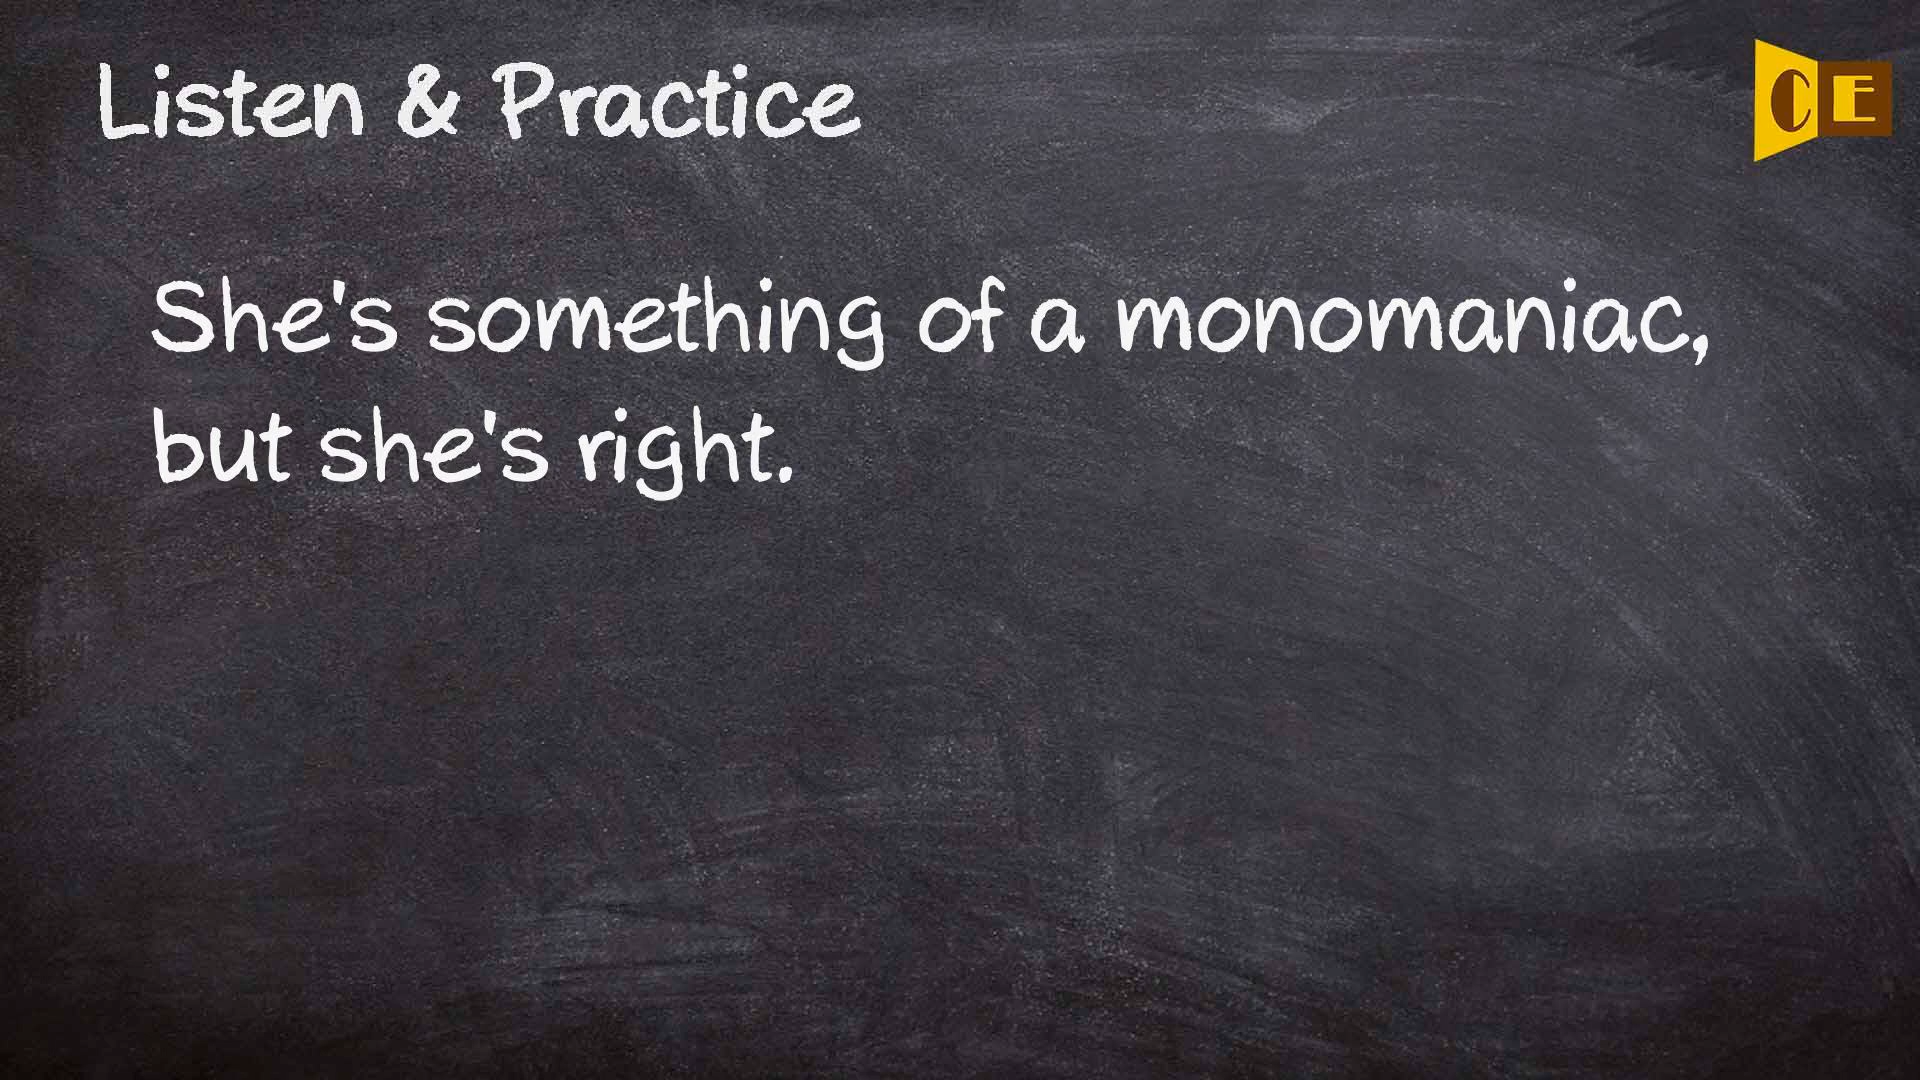 Listen & Practice
CE
She's something of a monomaniac,
but she's right.